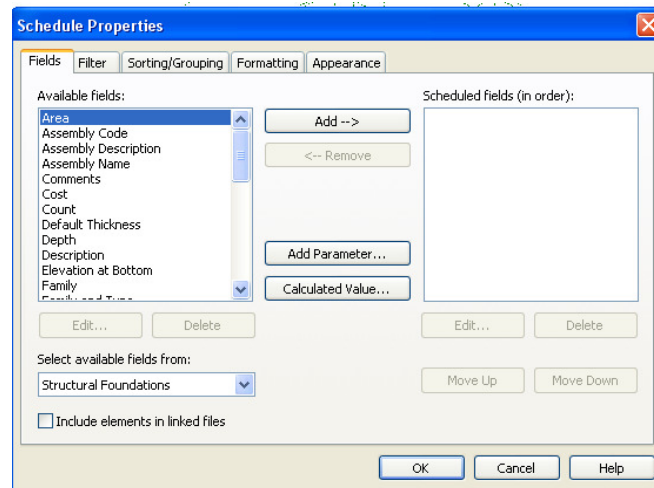 Schedule Properties
Fields Filter Sorting/Grouping Formatting Appearance
Available fields:
Area
Assembly Code
Assembly Description
Assembly Name
Comments
Cost
Count
Default Thickness
Depth
Description
Elevation at Bottom
Family
Family and Type
Edit... Delete
Select available fields from:
Structural Foundations
Include elements in linked files
Add -->
<-- Remove
Add Parameter...
Calculated Value...
Scheduled fields (in order):
Edit... Delete
Move Up Move Down
OK Cancel Help